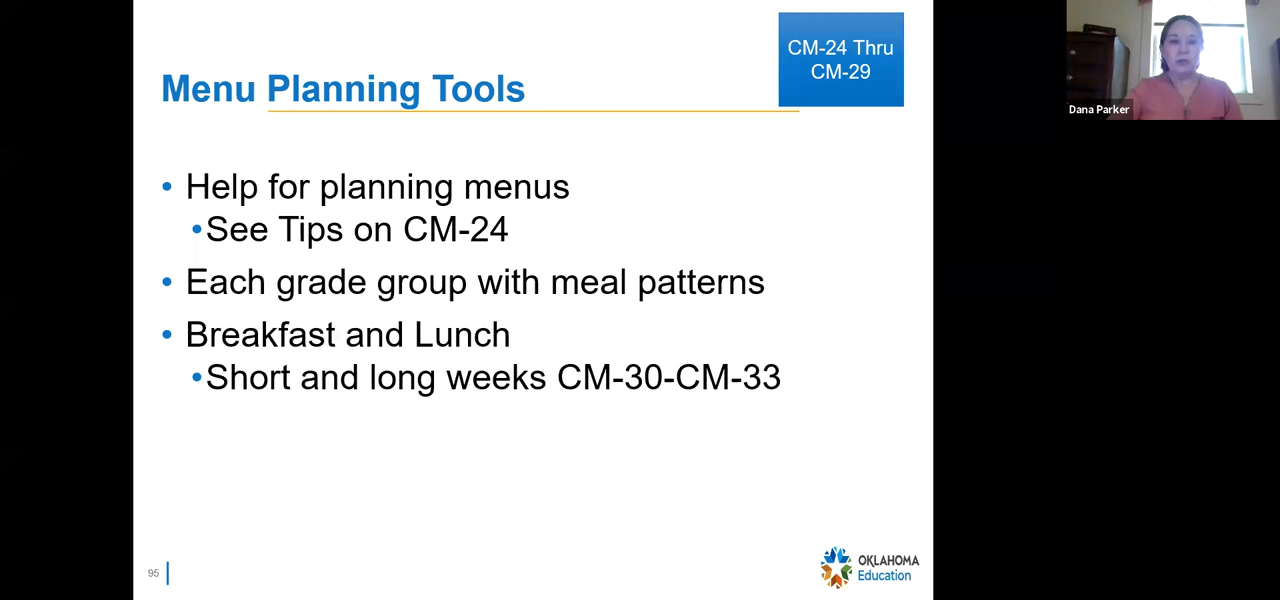 CM-24 Thru
CM-29
Menu Planning Tools
Dana Parker
• Help for planning menus
•See Tips on CM-24
• Each grade group with meal patterns
• Breakfast and Lunch
•Short and long weeks CM-30-CM-33
95
OKLAHOMA
Education